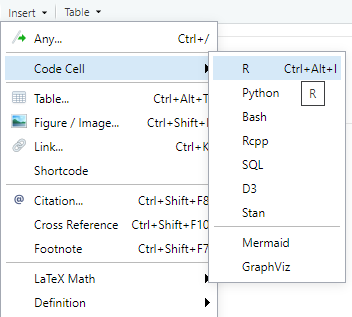 Insert Table
Any... Ctrl+/
Code Cell
Table... Ctrl+Alt+T
Figure / Image... Ctrl+Shift+I
Link... Ctrl+K
Shortcode
Citation... Ctrl+Shift+F8
Cross Reference Ctrl+Shift+F10
Footnote Ctrl+Shift+F7
LaTeX Math
Definition
R Ctrl+Alt+I
Python
R
Bash
Rcpp
SQL
D3
Stan
Mermaid
GraphViz